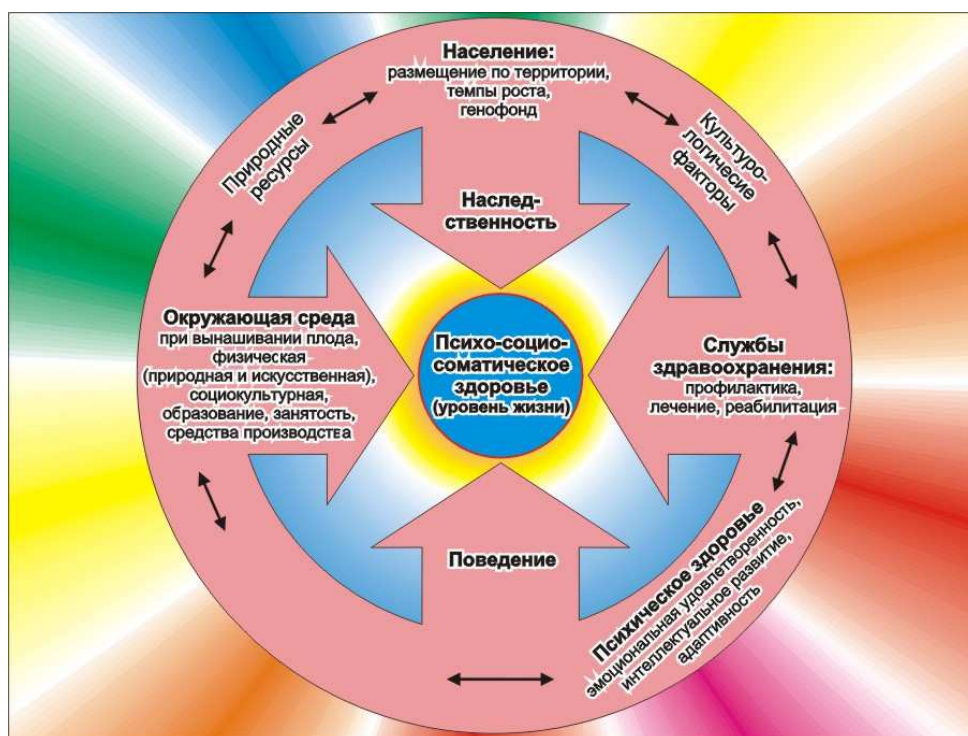 Население:
размещение по территории,
темпы роста,
генофонд
Природные
ресурсы
Культуро-
логичесие
факторы
Наслед-
ственность
Окружающая среда
при вынашивании плода,
физическая
(природная и искусственная),
социокультурная,
образование, занятость,
средства производства
Психо-социо-
соматическое
здоровье
(уровень жизни)
Службы
здравоохранения:
профилактика,
лечение, реабилитация
Поведение
Психическое здоровье
эмоциональная удовлетворенность,
интеллектуальное развитие,
адаптивность